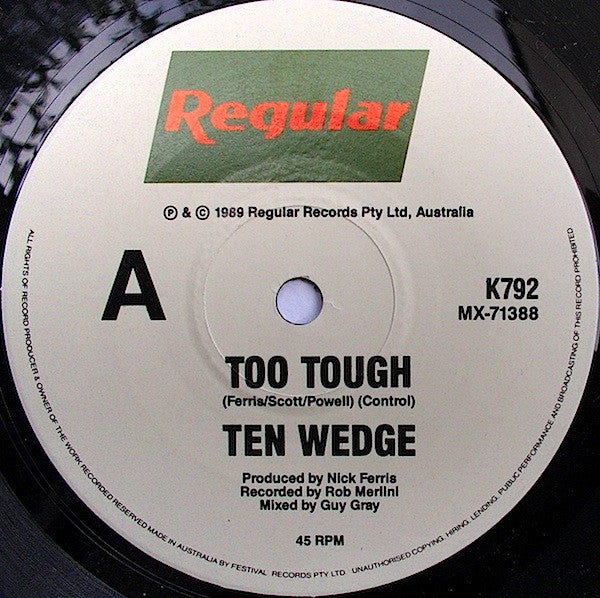 Regular
Ⓟ & © 1989 Regular Records Pty Ltd, Australia
A
K792
MX-71388
TOO TOUGH
(Ferris/Scott/Powell) (Control)
TEN WEDGE
Produced by Nick Ferris
Recorded by Rob Merlini
Mixed by Guy Gray
45 RPM
ALL RIGHTS OF RECORD PRODUCER & OWNER OF THE WORK RECORDED RESERVED MADE IN AUSTRALIA BY FESTIVAL RECORDS PTY LTD. UNAUTHORISED COPYING, HIRING, LENDING, PUBLIC PERFORMANCE AND BROADCASTING OF THIS RECORD PROHIBITED